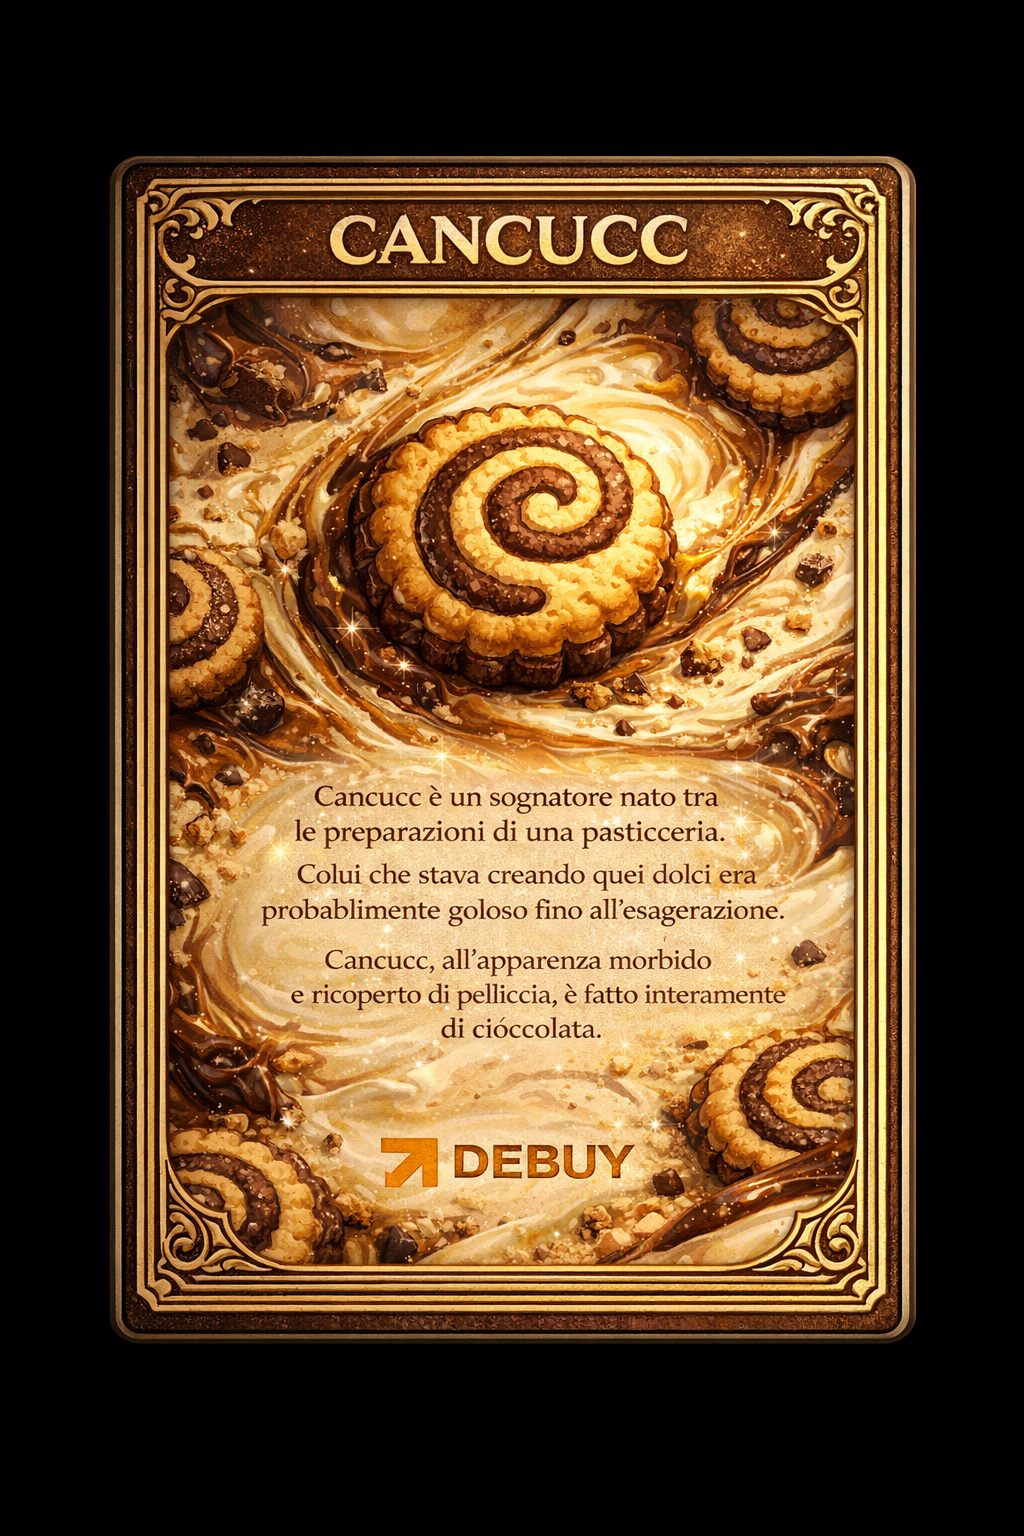 CANCUCC
Cancucc è un sognatore nato tra
le preparazioni di una pasticceria.
Colui che stava creando quei dolci era
probablimente goloso fino all'esagerazione.
Cancucc, all'apparenza morbido
e ricoperto di pelliccia, è fatto interamente
di cióccolata.
DEBUY